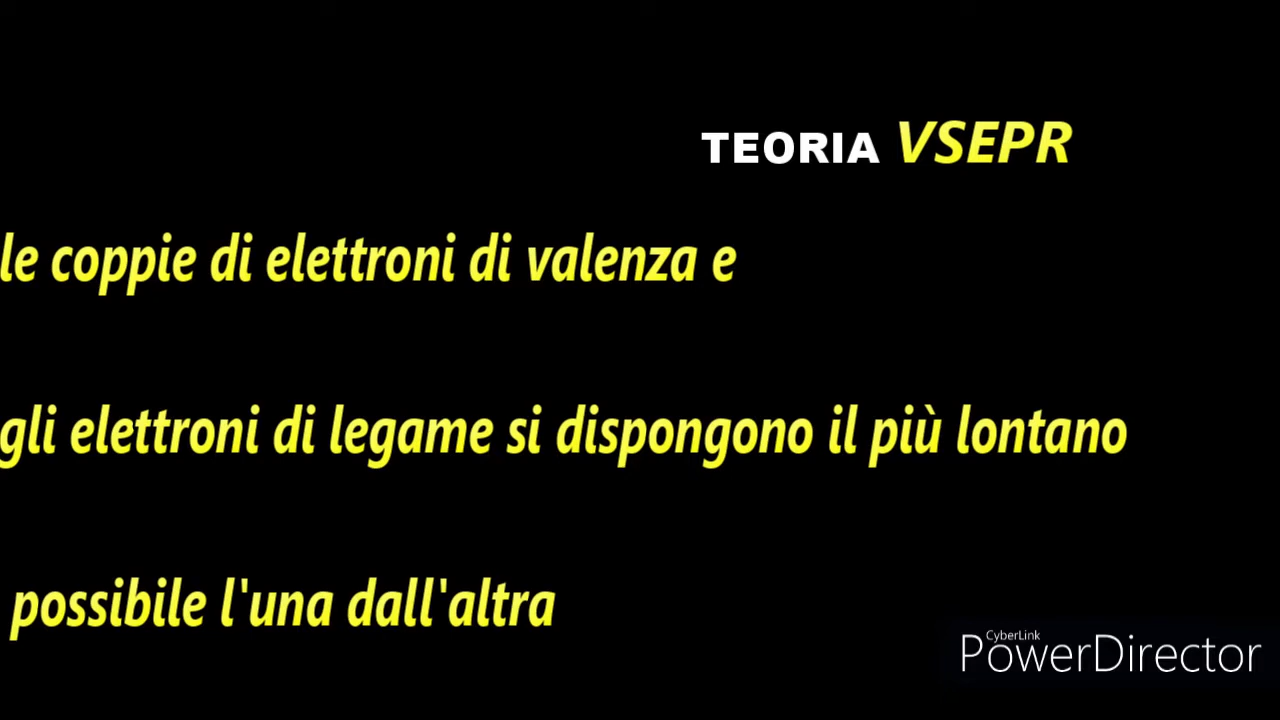 TEORIA VSEPR
le coppie di elettroni di valenza e
gli elettroni di legame si dispongono il più lontano
possibile l'una dall'altra
CyberLink
PowerDirector